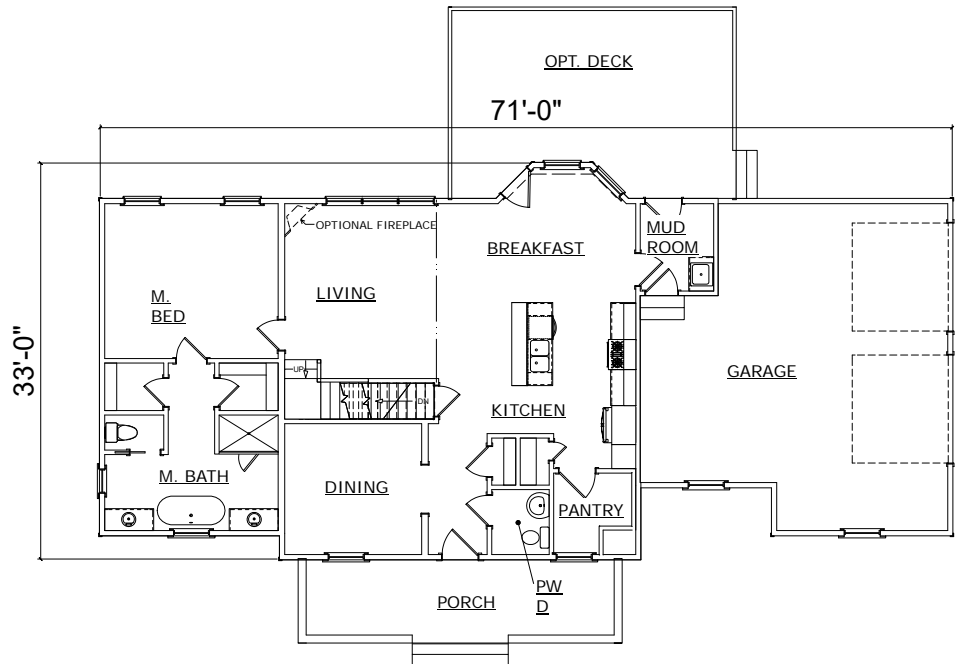 OPT. DECK
71'-0"
OPTIONAL FIREPLACE
MUD
ROOM
BREAKFAST
M.
BED
LIVING
33'-0"
UP
GARAGE
DN
KITCHEN
M. BATH
DINING
PANTRY
PORCH
PW
D